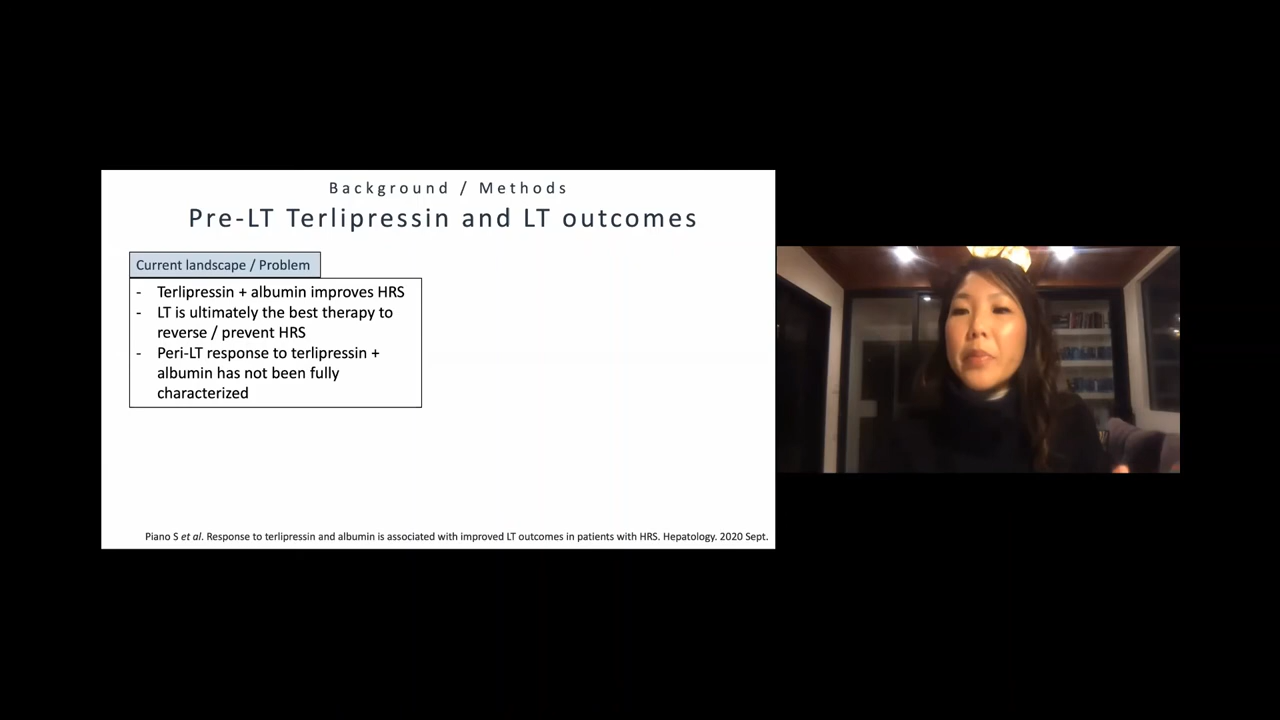 Background / Methods
Pre-LT Terlipressin and LT outcomes
Current landscape / Problem
- Terlipressin + albumin improves HRS
- LT is ultimately the best therapy to
reverse / prevent HRS
- Peri-LT response to terlipressin +
albumin has not been fully
characterized
Piano S et al. Response to terlipressin and albumin is associated with improved LT outcomes in patients with HRS. Hepatology. 2020 Sept.